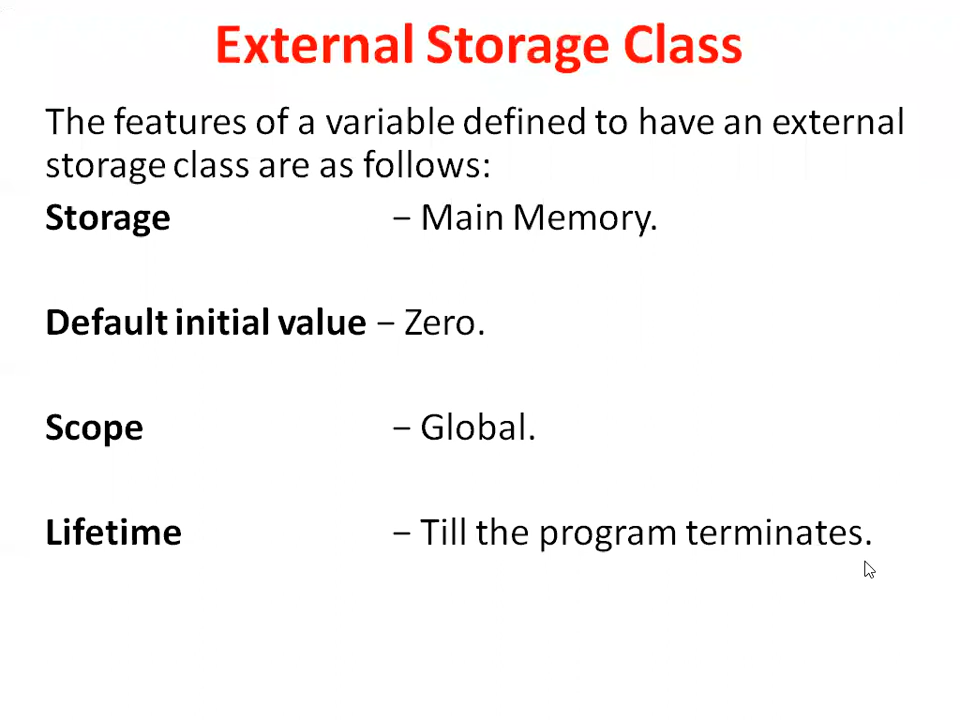 External Storage Class
The features of a variable defined to have an external
storage class are as follows:
Storage − Main Memory.
Default initial value − Zero.
Scope − Global.
Lifetime − Till the program terminates.